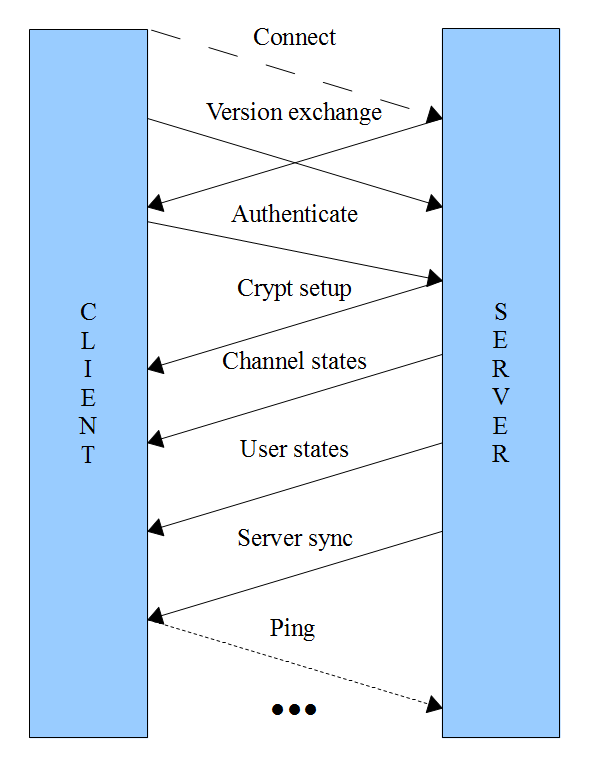 Connect
Version exchange
Authenticate
Crypt setup
Channel states
User states
Server sync
Ping
•••
CLIENT
SERVER